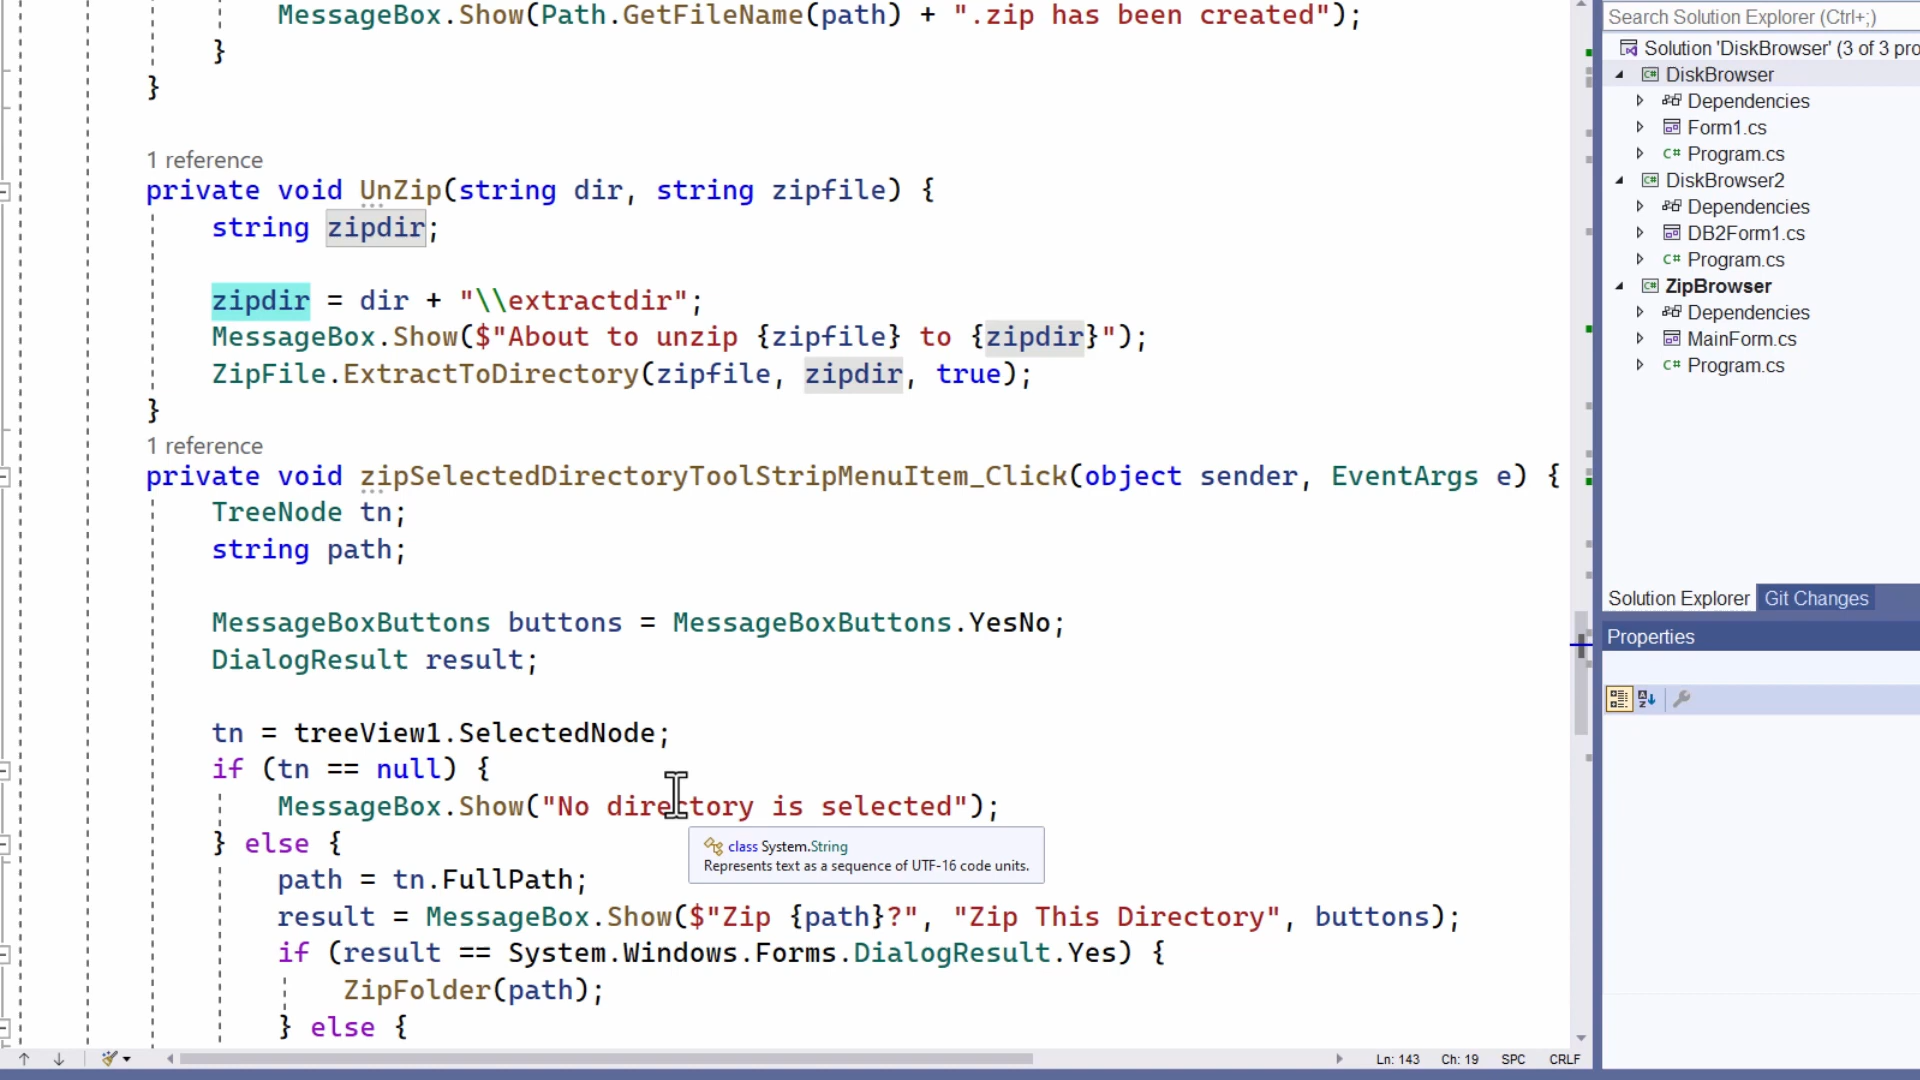 MessageBox.Show(Path.GetFileName(path) + ".zip has been created");
}
}
1 reference
private void UnZip(string dir, string zipfile) {
string zipdir;
zipdir = dir + "\\extractdir";
MessageBox.Show($"About to unzip {zipfile} to {zipdir}");
ZipFile.ExtractToDirectory(zipfile, zipdir, true);
}
1 reference
private void zipSelectedDirectoryToolStripMenuItem_Click(object sender, EventArgs e) {
TreeNode tn;
string path;
MessageBoxButtons buttons = MessageBoxButtons.YesNo;
DialogResult result;
tn = treeView1.SelectedNode;
if (tn == null) {
MessageBox.Show("No directory is selected");
} else {
class System.String
Represents text as a sequence of UTF-16 code units.
path = tn.FullPath;
result = MessageBox.Show($"Zip {path}?", "Zip This Directory", buttons);
if (result == System.Windows.Forms.DialogResult.Yes) {
ZipFolder(path);
} else {
Ln: 143 Ch: 19 SPC CRLF
Search Solution Explorer (Ctrl+;)
Solution 'DiskBrowser' (3 of 3 pro
C# DiskBrowser
Dependencies
Form1.cs
C# Program.cs
C# DiskBrowser2
Dependencies
DB2Form1.cs
C# Program.cs
C# ZipBrowser
Dependencies
MainForm.cs
C# Program.cs
Solution Explorer Git Changes
Properties